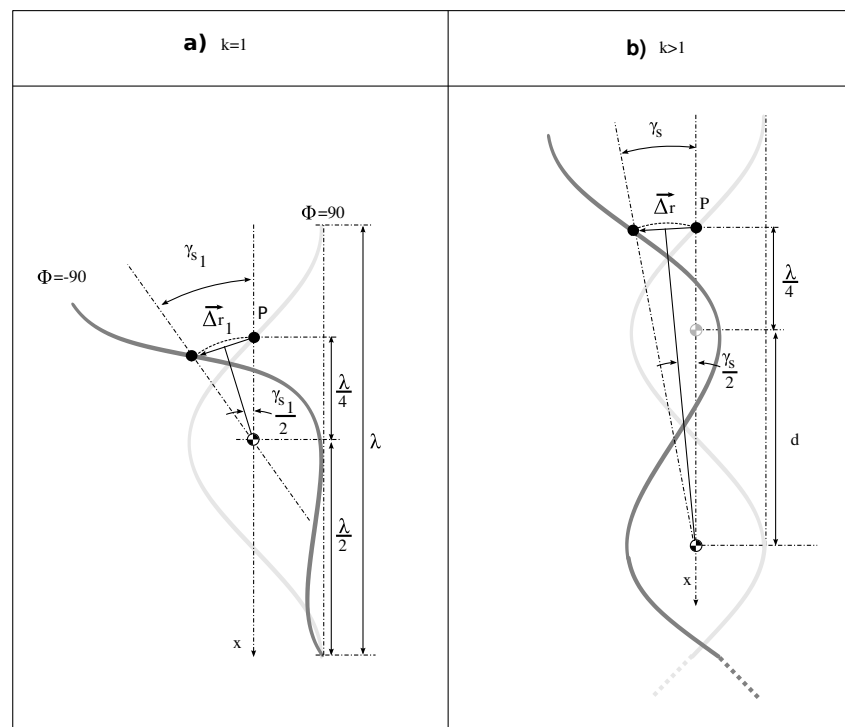 a) k=1
b) k>1
Φ=90
γs1
Φ=-90
Δr1
P
λ/4
γs1/2
λ
λ/2
x
γs
P
Δr
λ/4
γs/2
d
x